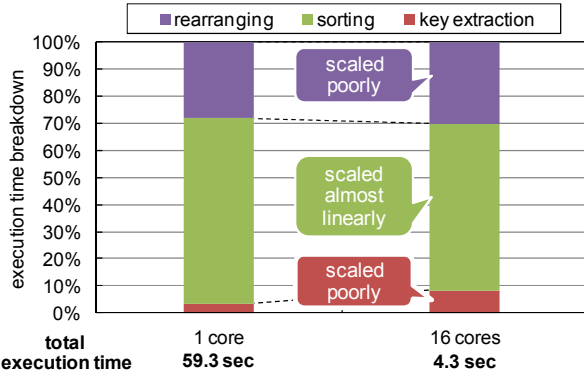 rearranging sorting key extraction
100%
90%
80%
70%
60%
50%
40%
30%
20%
10%
0%
execution time breakdown
scaled
poorly
scaled
almost
linearly
scaled
poorly
1 core 16 cores
total
execution time 59.3 sec 4.3 sec